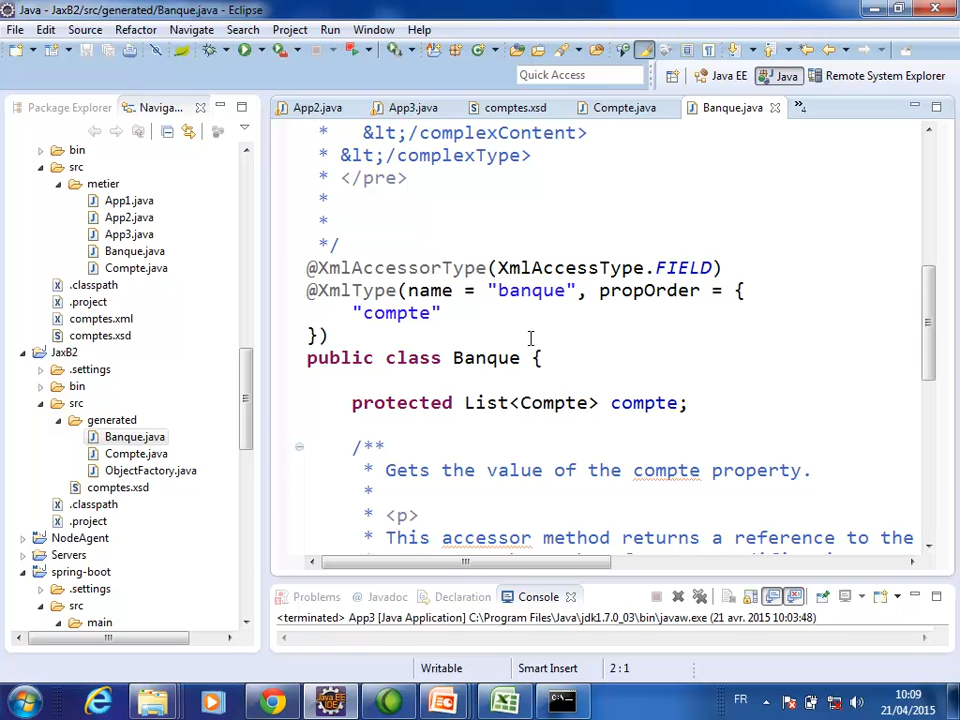 Java - JaxB2/src/generated/Banque.java - Eclipse
File Edit Source Refactor Navigate Search Project Run Window Help
Quick Access
Java EE
Java
Remote System Explorer
Package Explorer
Naviga...
App2.java
App3.java
comptes.xsd
Compte.java
Banque.java
»4
bin
src
metier
App1.java
App2.java
App3.java
Banque.java
Compte.java
.classpath
.project
comptes.xml
comptes.xsd
JaxB2
.settings
bin
src
generated
Banque.java
Compte.java
ObjectFactory.java
comptes.xsd
.classpath
.project
NodeAgent
Servers
spring-boot
.settings
src
main
* &lt;/complexContent>
* &lt;/complexType>
* </pre>
*
*
*/
@XmlAccessorType(XmlAccessType.FIELD)
@XmlType(name = "banque", propOrder = {
"compte"
})
public class Banque {
protected List<Compte> compte;
/**
* Gets the value of the compte property.
*
* <p>
* This accessor method returns a reference to the
Problems
Javadoc
Declaration
Console
<terminated> App3 [Java Application] C:\Program Files\Java\jdk1.7.0_03\bin\javaw.exe (21 avr. 2015 10:03:48)
Writable
Smart Insert
2 : 1
FR
10:09
21/04/2015